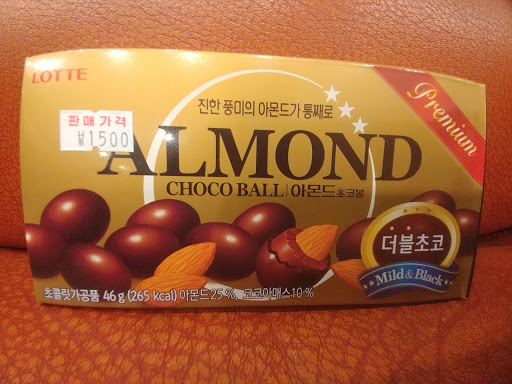 LOTTE
Premium
진한 풍미의 아몬드가 통째로
판매가격
₩1500
ALMOND
CHOCO BALL | 아몬드초코볼
더블초코
Mild & Black
초콜릿가공품 46 g (265 kcal) 아몬드 25 %, 코코아매스 10 %